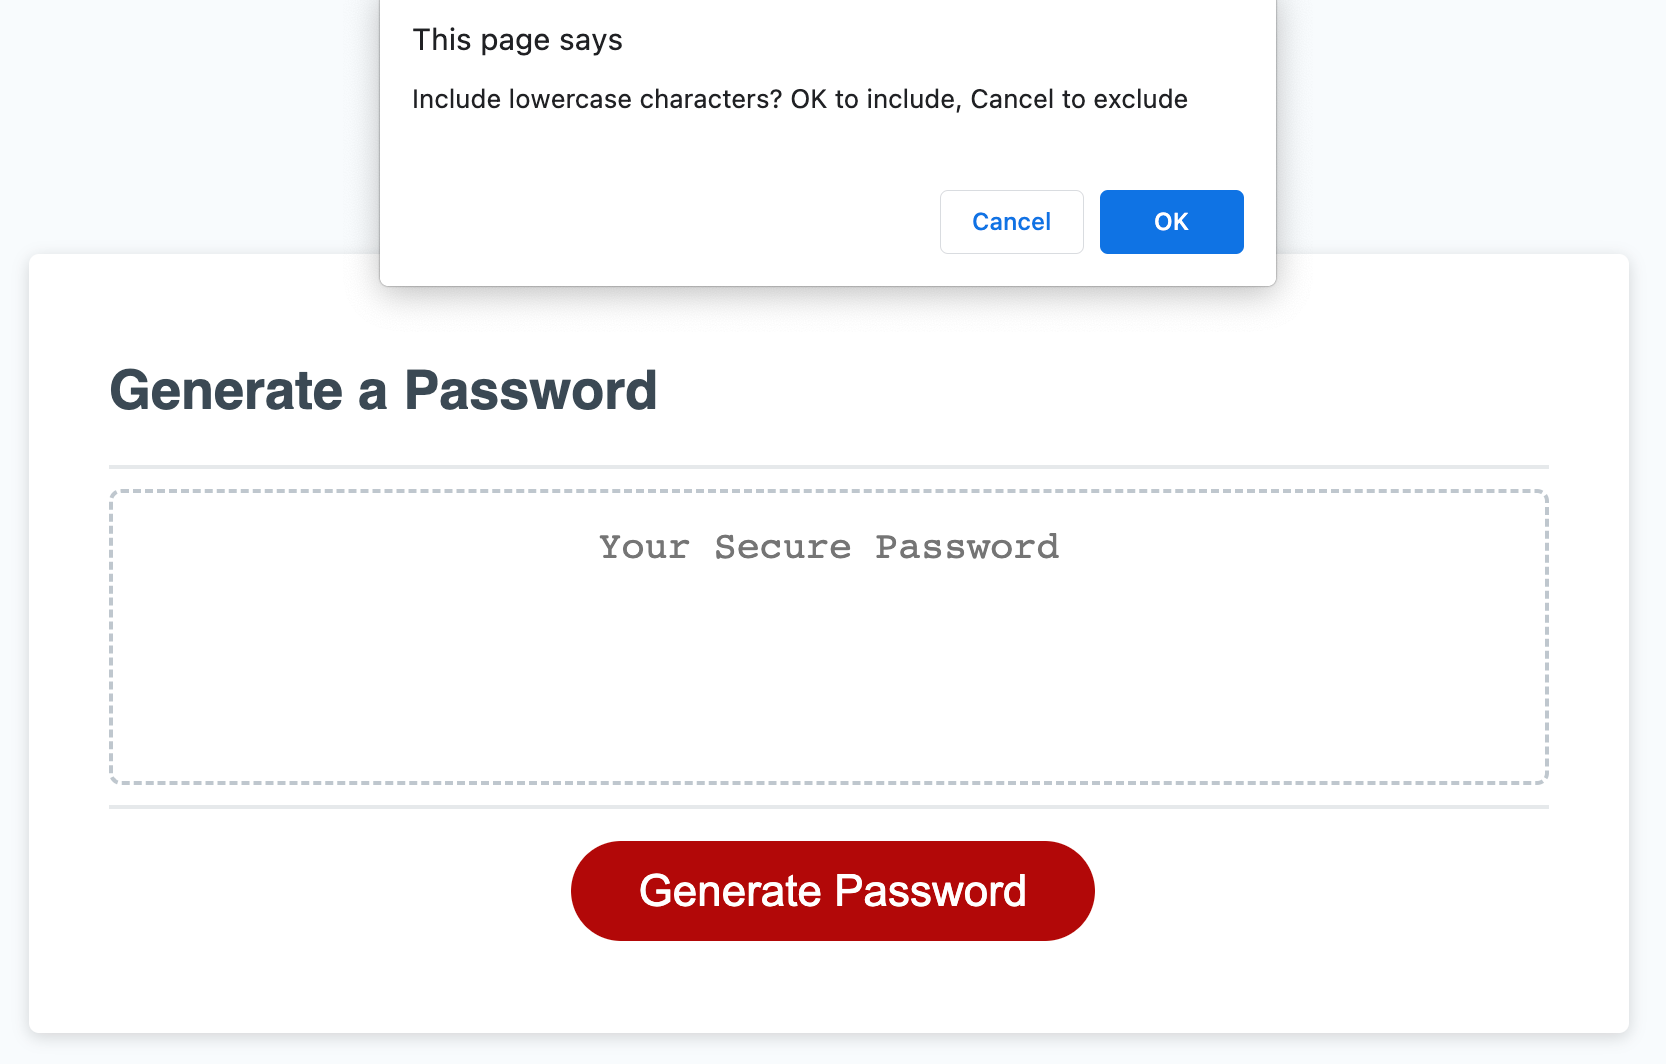 This page says
Include lowercase characters? OK to include, Cancel to exclude
Cancel OK
Generate a Password
Your Secure Password
Generate Password